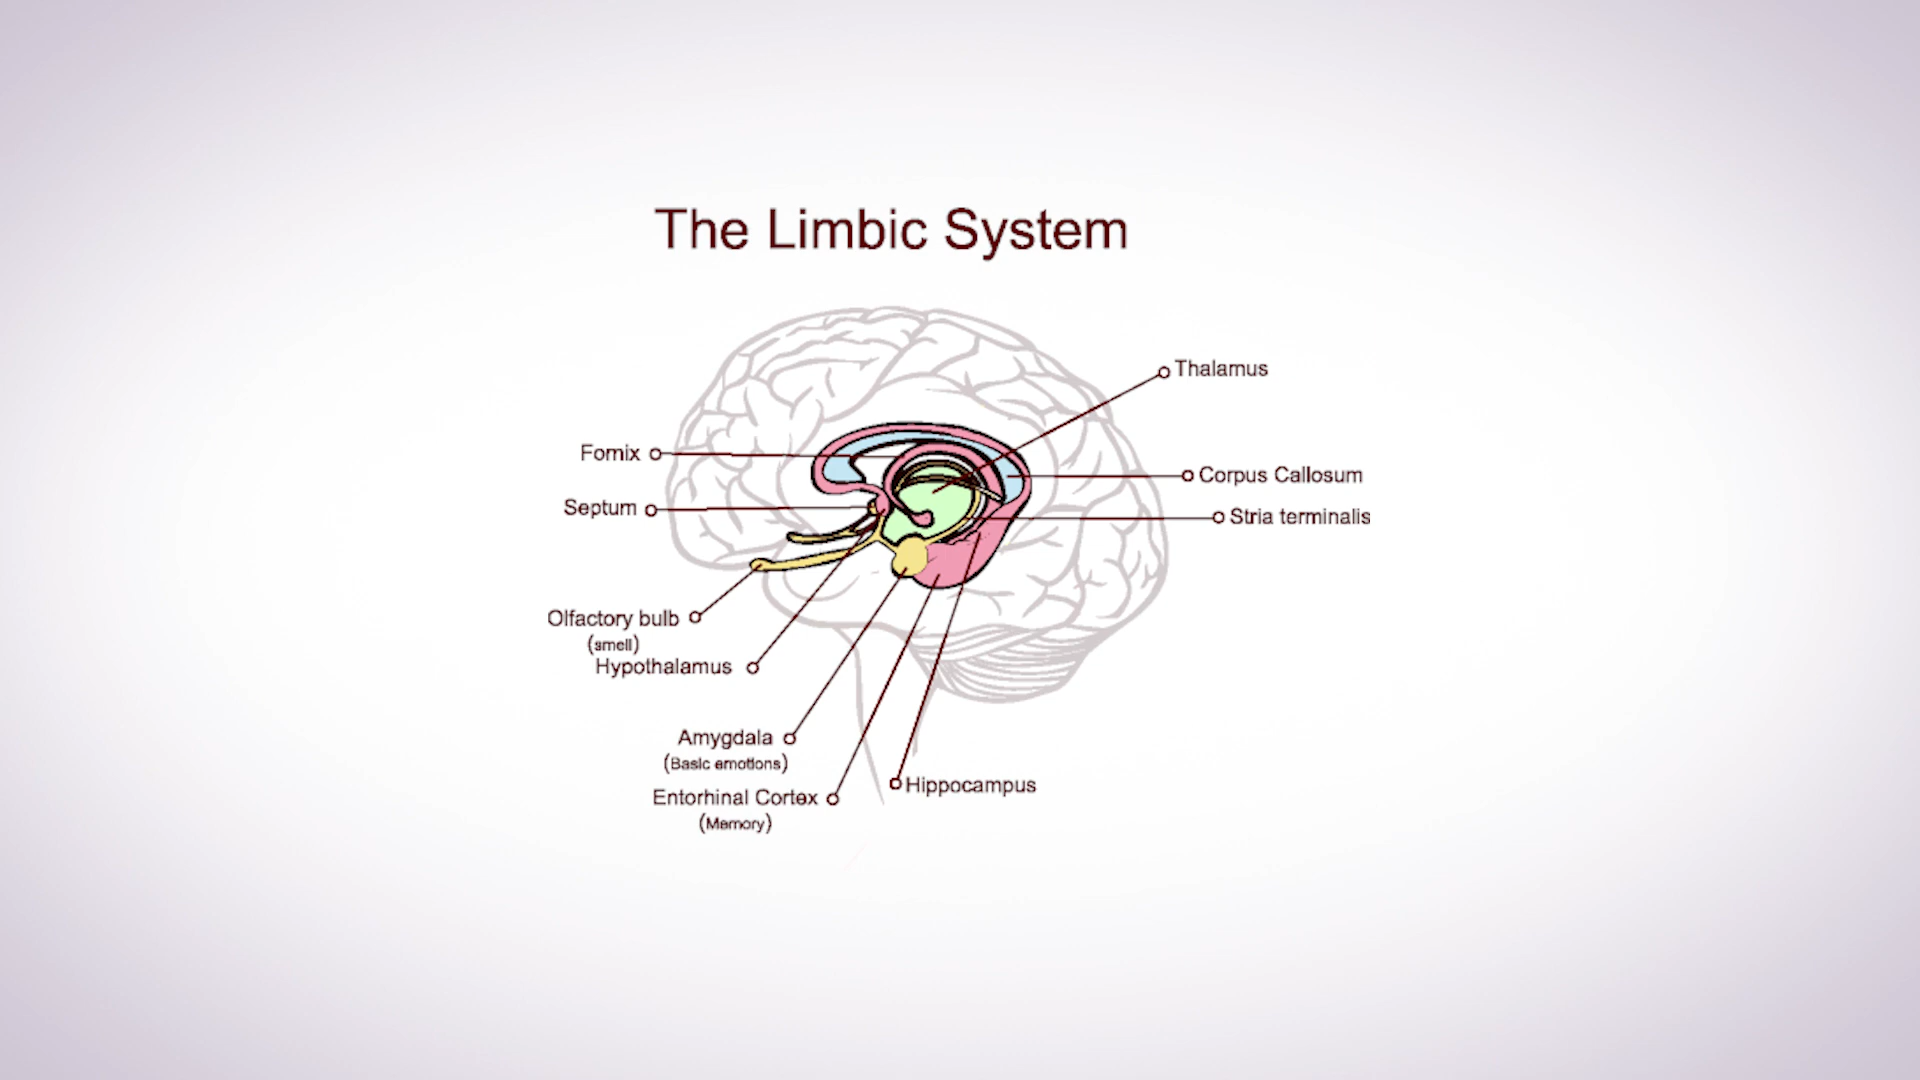 The Limbic System
Thalamus
Fornix
Corpus Callosum
Septum
Stria terminalis
Olfactory bulb
(smell)
Hypothalamus
Amygdala
(Basic emotions)
Hippocampus
Entorhinal Cortex
(Memory)